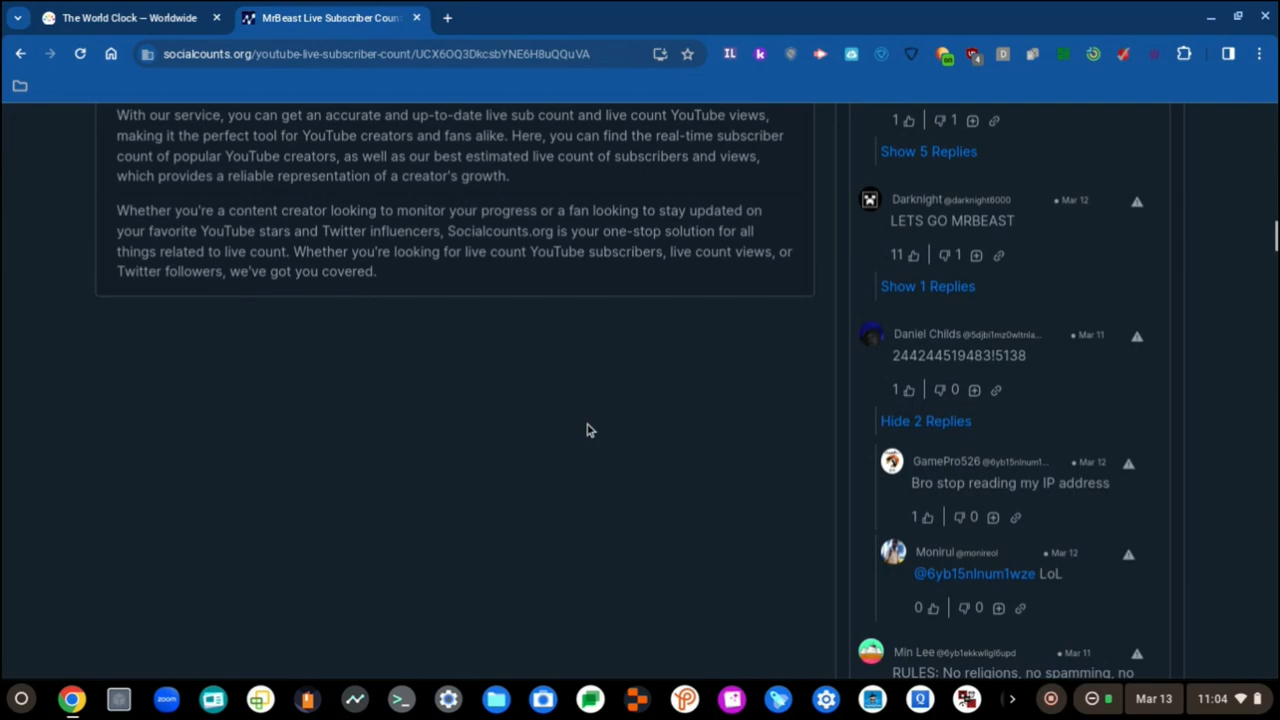 The World Clock — Worldwide
MrBeast Live Subscriber Coun
socialcounts.org/youtube-live-subscriber-count/UCX6OQ3DkcsbYNE6H8uQQuVA
With our service, you can get an accurate and up-to-date live sub count and live count YouTube views,
making it the perfect tool for YouTube creators and fans alike. Here, you can find the real-time subscriber
count of popular YouTube creators, as well as our best estimated live count of subscribers and views,
which provides a reliable representation of a creator's growth.
Whether you're a content creator looking to monitor your progress or a fan looking to stay updated on
your favorite YouTube stars and Twitter influencers, Socialcounts.org is your one-stop solution for all
things related to live count. Whether you're looking for live count YouTube subscribers, live count views, or
Twitter followers, we've got you covered.
1 1
Show 5 Replies
Darknight @darknight6000 • Mar 12
LETS GO MRBEAST
11 1
Show 1 Replies
Daniel Childs @5djbi1mz0wltnla... • Mar 11
244244519483!5138
1 0
Hide 2 Replies
GamePro526 @6yb15nlnum1... • Mar 12
Bro stop reading my IP address
1 0
Monirul @monireol • Mar 12
@6yb15nlnum1wze LoL
0 0
Min Lee @6yb1ekkwllgl6upd • Mar 11
RULES: No religions, no spamming, no
zoom
Mar 13
11:04